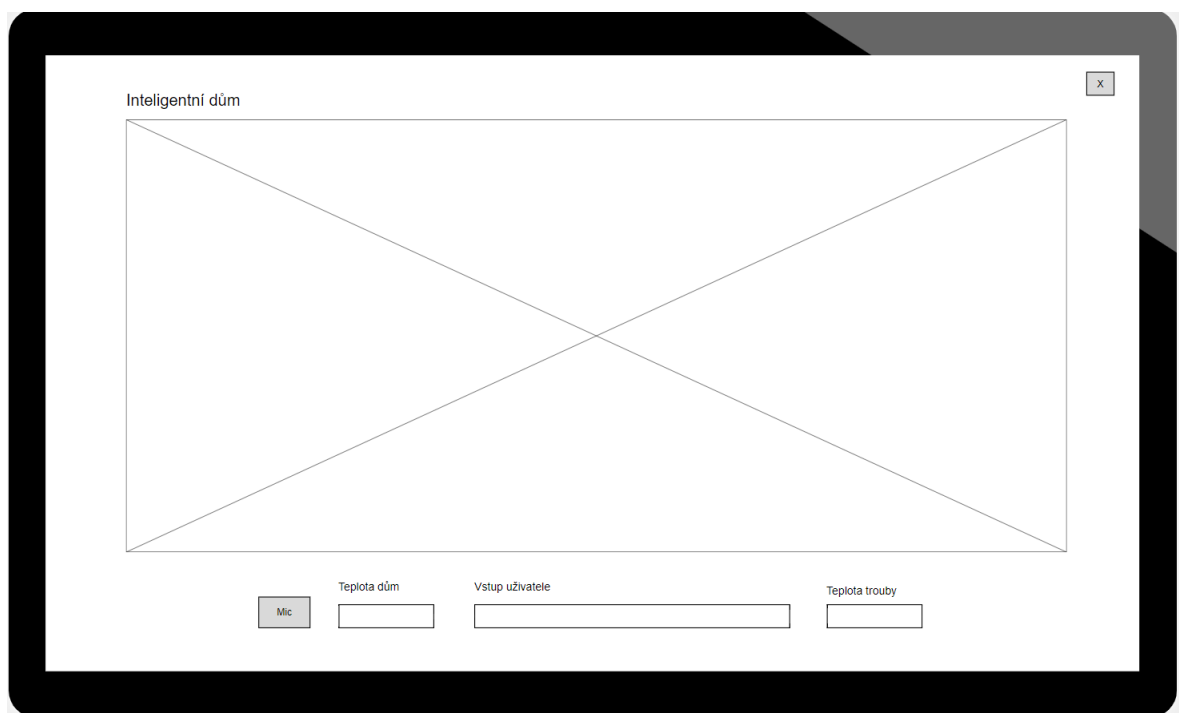 X
Inteligentní dům
Mic
Teplota dům
Vstup uživatele
Teplota trouby